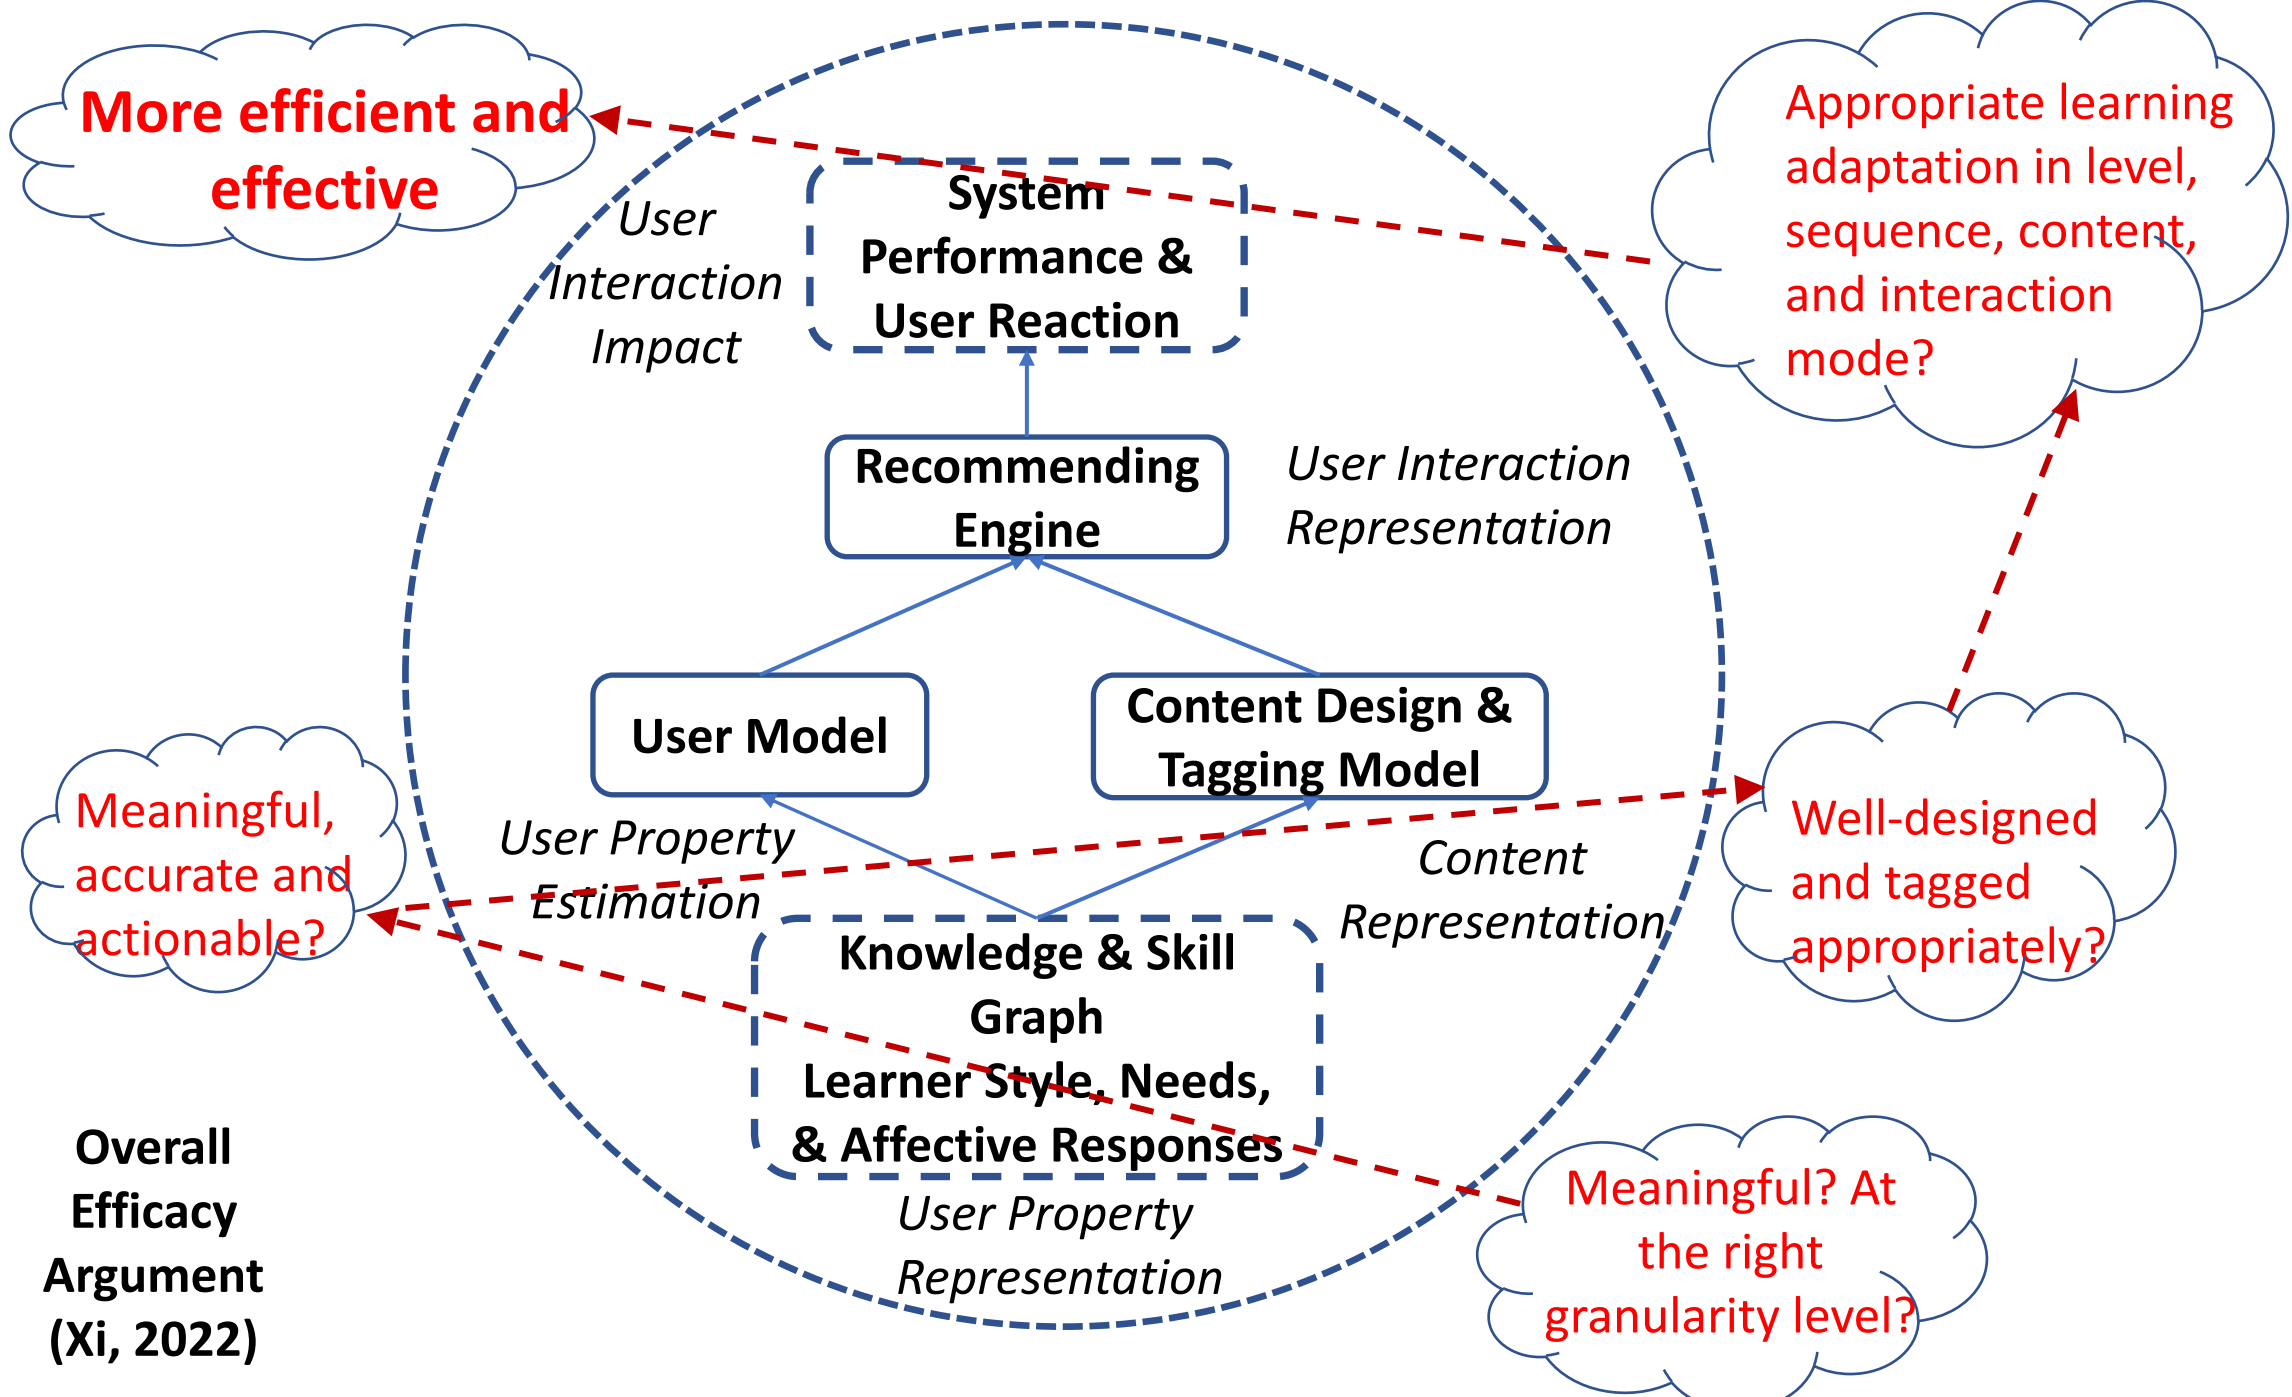 More efficient and
effective
Appropriate learning
adaptation in level,
sequence, content,
and interaction
mode?
User
Interaction
Impact
System
Performance &
User Reaction
Recommending
Engine
User Interaction
Representation
User Model
Content Design &
Tagging Model
Meaningful,
accurate and
actionable?
User Property
Estimation
Content
Representation
Well-designed
and tagged
appropriately?
Knowledge & Skill
Graph
Learner Style, Needs,
& Affective Responses
User Property
Representation
Meaningful? At
the right
granularity level?
Overall
Efficacy
Argument
(Xi, 2022)